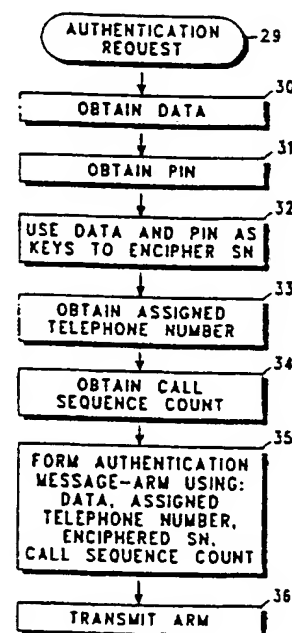 AUTHENTICATION
REQUEST
29
30
OBTAIN DATA
31
OBTAIN PIN
32
USE DATA AND PIN AS
KEYS TO ENCIPHER SN
33
OBTAIN ASSIGNED
TELEPHONE NUMBER
34
OBTAIN CALL
SEQUENCE COUNT
35
FORM AUTHENTICATION
MESSAGE-ARM USING:
DATA, ASSIGNED
TELEPHONE NUMBER,
ENCIPHERED SN,
CALL SEQUENCE COUNT
36
TRANSMIT ARM